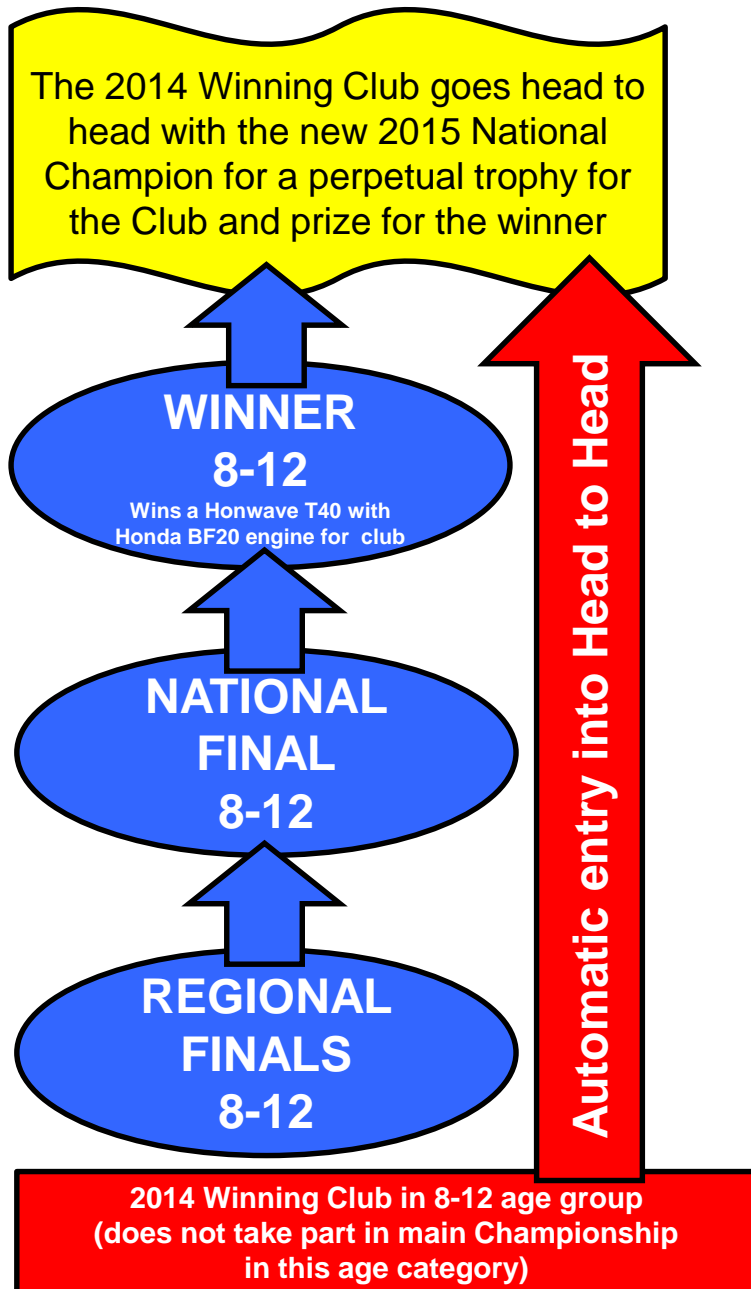 The 2014 Winning Club goes head to
head with the new 2015 National
Champion for a perpetual trophy for
the Club and prize for the winner
WINNER
8-12
Wins a Honwave T40 with
Honda BF20 engine for club
NATIONAL
FINAL
8-12
REGIONAL
FINALS
8-12
Automatic entry into Head to Head
2014 Winning Club in 8-12 age group
(does not take part in main Championship
in this age category)